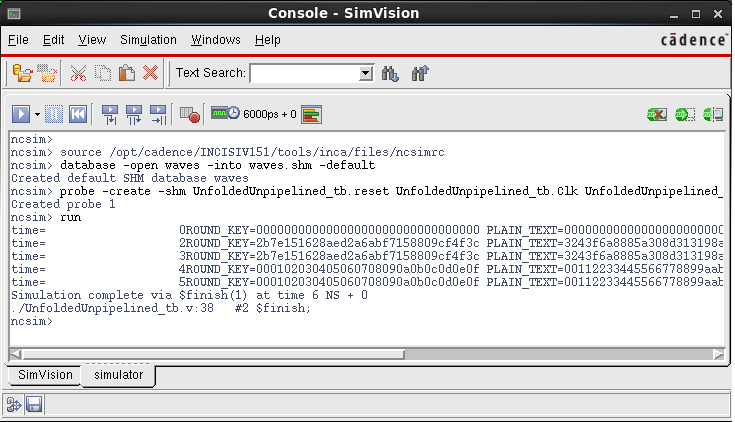 Console - SimVision
File Edit View Simulation Windows Help
cādence
Text Search:
6000ps + 0
ncsim>
ncsim> source /opt/cadence/INCISIV151/tools/inca/files/ncsimrc
ncsim> database -open waves -into waves.shm -default
Created default SHM database waves
ncsim> probe -create -shm UnfoldedUnpipelined_tb.reset UnfoldedUnpipelined_tb.Clk UnfoldedUnpipelined_
Created probe 1
ncsim> run
time= 0ROUND_KEY=00000000000000000000000000000000 PLAIN_TEXT=00000000000000000000000
time= 2ROUND_KEY=2b7e151628aed2a6abf7158809cf4f3c PLAIN_TEXT=3243f6a8885a308d313198a
time= 3ROUND_KEY=2b7e151628aed2a6abf7158809cf4f3c PLAIN_TEXT=3243f6a8885a308d313198a
time= 4ROUND_KEY=000102030405060708090a0b0c0d0e0f PLAIN_TEXT=00112233445566778899aab
time= 5ROUND_KEY=000102030405060708090a0b0c0d0e0f PLAIN_TEXT=00112233445566778899aab
Simulation complete via $finish(1) at time 6 NS + 0
./UnfoldedUnpipelined_tb.v:38 #2 $finish;
ncsim>
SimVision simulator